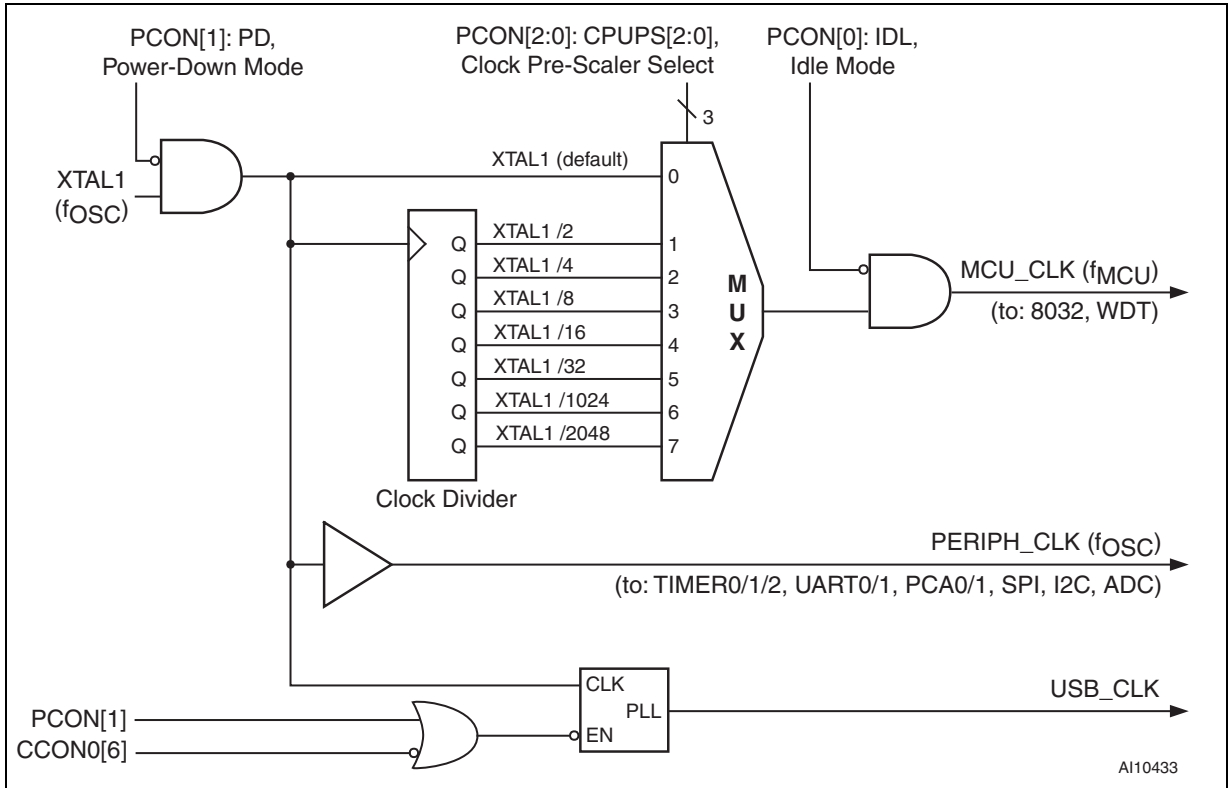 PCON[1]: PD,
Power-Down Mode
PCON[2:0]: CPUPS[2:0],
Clock Pre-Scaler Select
PCON[0]: IDL,
Idle Mode
3
XTAL1
(fOSC)
XTAL1 (default)
0
Q
XTAL1 /2
1
Q
XTAL1 /4
2
Q
XTAL1 /8
3
Q
XTAL1 /16
4
Q
XTAL1 /32
5
Q
XTAL1 /1024
6
Q
XTAL1 /2048
7
M
U
X
MCU_CLK (fMCU)
(to: 8032, WDT)
Clock Divider
PERIPH_CLK (fOSC)
(to: TIMER0/1/2, UART0/1, PCA0/1, SPI, I2C, ADC)
CLK
PLL
EN
USB_CLK
PCON[1]
CCON0[6]
AI10433